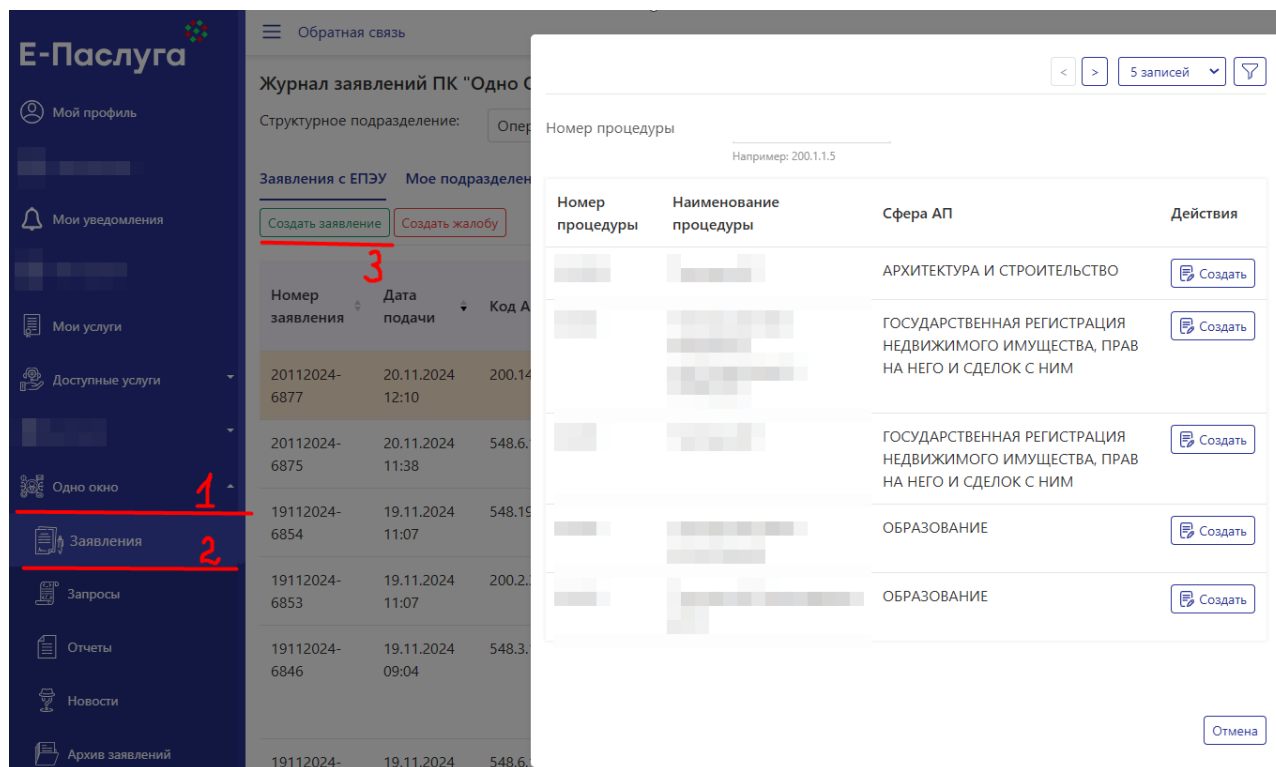 Е-Паслуга
Мой профиль
Мои уведомления
Мои услуги
Доступные услуги
Одно окно
1
Заявления
2
Запросы
Отчеты
Новости
Архив заявлений
Обратная связь
Журнал заявлений ПК "Одно
Структурное подразделение:
Опер
Заявления с ЕПЭУ Мое подразделен
Создать заявление Создать жалобу
3
Номер заявления
Дата подачи
Код А
20112024-6877 20.11.2024 12:10 200.14
20112024-6875 20.11.2024 11:38 548.6.
19112024-6854 19.11.2024 11:07 548.19
19112024-6853 19.11.2024 11:07 200.2.
19112024-6846 19.11.2024 09:04 548.3.
19112024- 19.11.2024 548.6.
< > 5 записей
Номер процедуры
Например: 200.1.1.5
Номер процедуры
Наименование процедуры
Сфера АП
Действия
АРХИТЕКТУРА И СТРОИТЕЛЬСТВО
Создать
ГОСУДАРСТВЕННАЯ РЕГИСТРАЦИЯ
НЕДВИЖИМОГО ИМУЩЕСТВА, ПРАВ
НА НЕГО И СДЕЛОК С НИМ
Создать
ГОСУДАРСТВЕННАЯ РЕГИСТРАЦИЯ
НЕДВИЖИМОГО ИМУЩЕСТВА, ПРАВ
НА НЕГО И СДЕЛОК С НИМ
Создать
ОБРАЗОВАНИЕ
Создать
ОБРАЗОВАНИЕ
Создать
Отмена